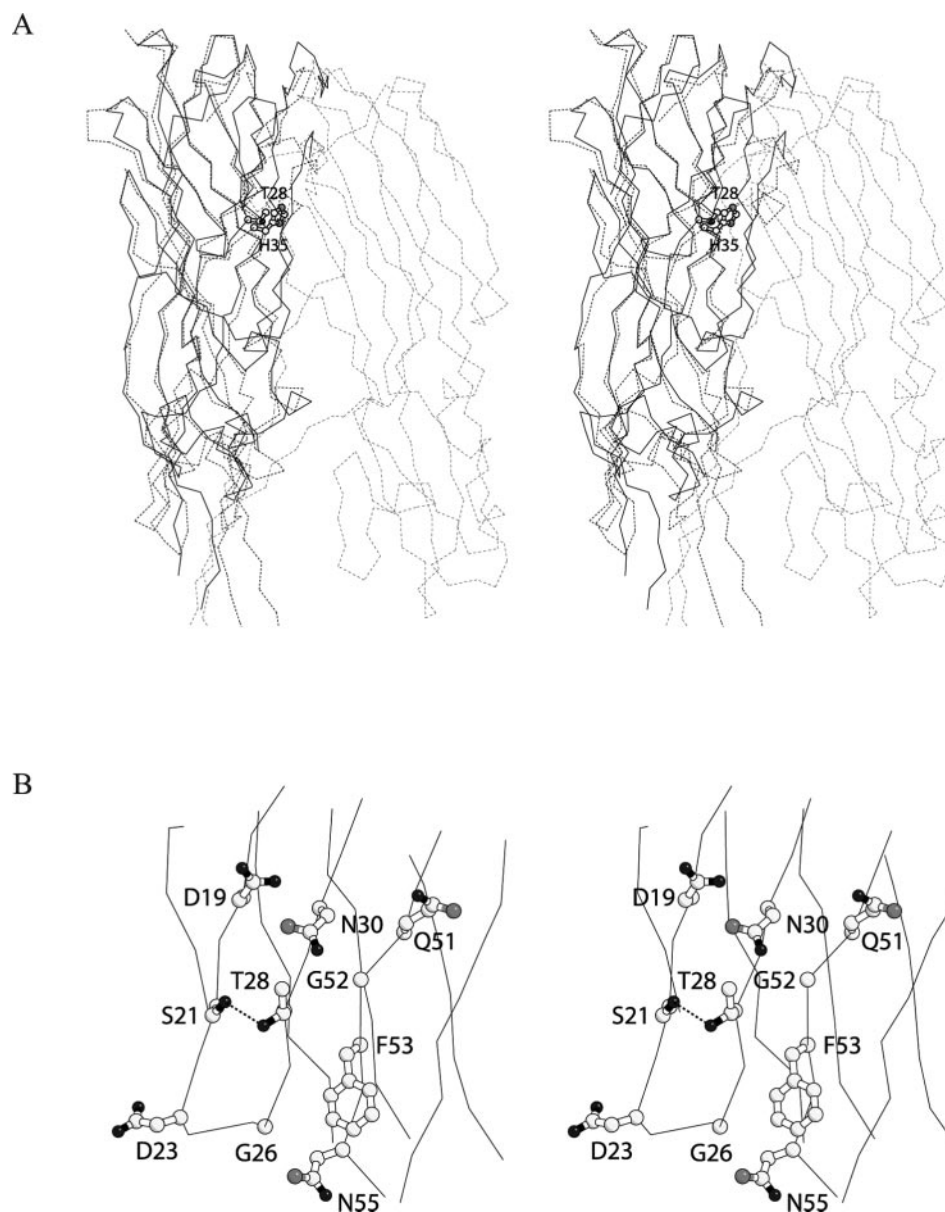 A
T28 T28
H35 H35
B
D19 N30 D19 N30
Q51 Q51
T28 G52 T28 G52
S21 S21
F53 F53
D23 G26 D23 G26
N55 N55